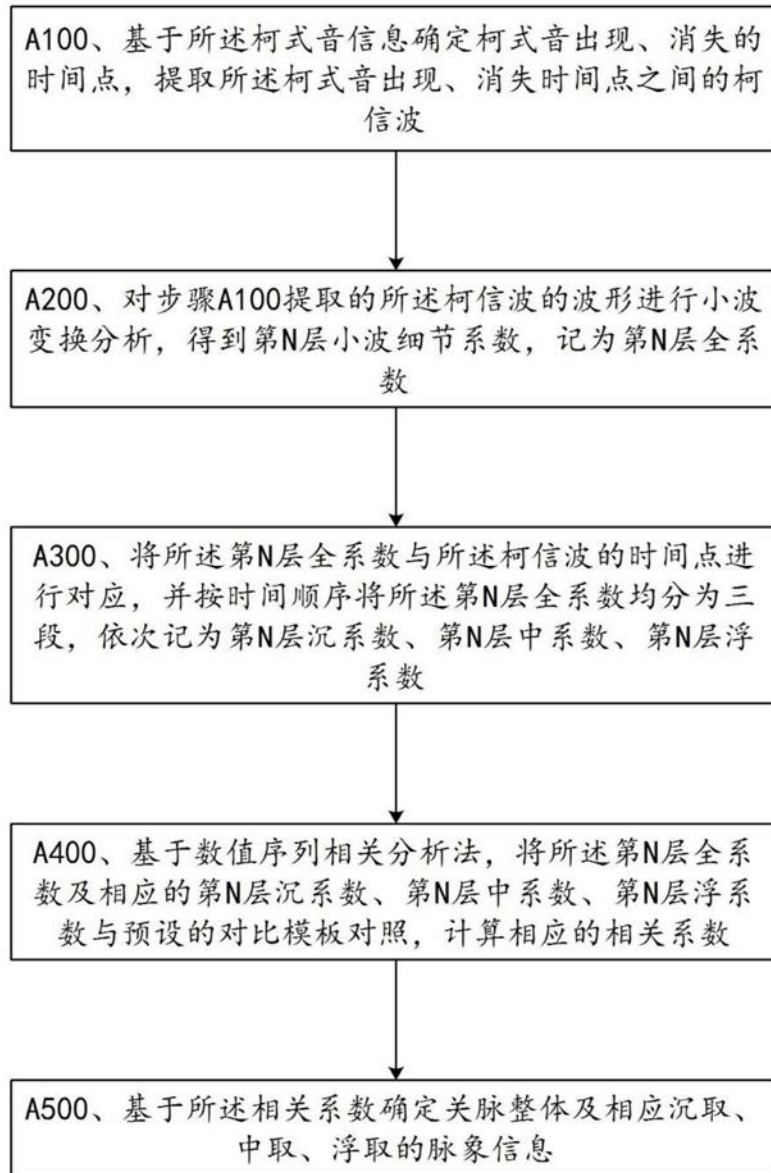 A100、基于所述柯式音信息确定柯式音出现、消失的
时间点，提取所述柯式音出现、消失时间点之间的柯
信波
A200、对步骤A100提取的所述柯信波的波形进行小波
变换分析，得到第N层小波细节系数，记为第N层全系
数
A300、将所述第N层全系数与所述柯信波的时间点进
行对应，并按时间顺序将所述第N层全系数均分为三
段，依次记为第N层沉系数、第N层中系数、第N层浮
系数
A400、基于数值序列相关分析法，将所述第N层全系
数及相应的第N层沉系数、第N层中系数、第N层浮系
数与预设的对比模板对照，计算相应的相关系数
A500、基于所述相关系数确定关脉整体及相应沉取、
中取、浮取的脉象信息